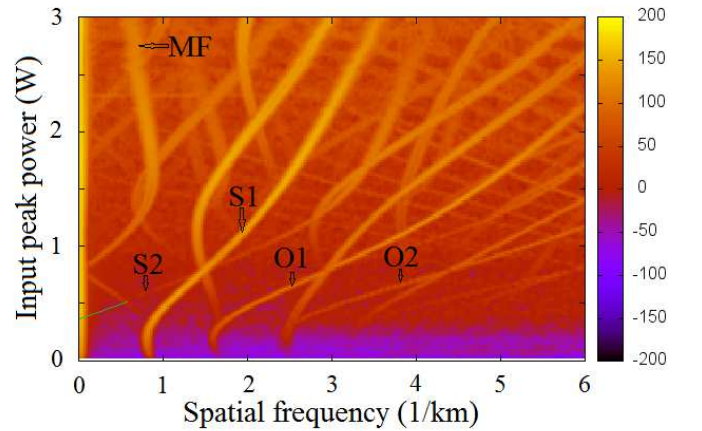 3
2
1
0
Input peak power (W)
MF
S1
S2
O1
O2
0
1
2
3
4
5
6
Spatial frequency (1/km)
200
150
100
50
0
-50
-100
-150
-200